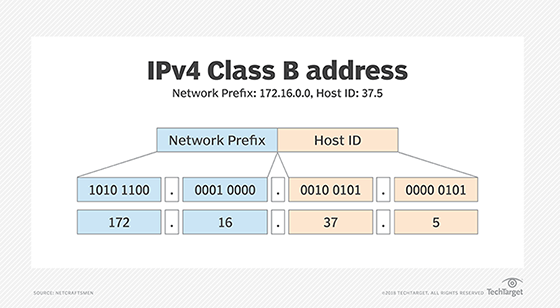 IPv4 Class B address
Network Prefix: 172.16.0.0, Host ID: 37.5
Network Prefix Host ID
1010 1100 . 0001 0000 . 0010 0101 . 0000 0101
172 . 16 . 37 . 5
SOURCE: NETCRAFTSMEN ©2018 TECHTARGET. ALL RIGHTS RESERVED TechTarget